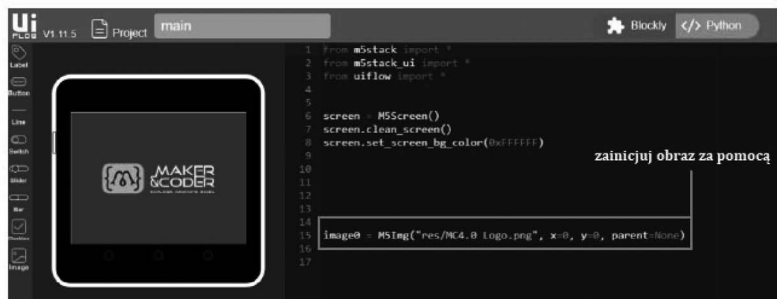 Ui
FLOW V1.11.5 Project main Blockly </> Python
Label
Button
Line
Switch
Slider
Bar
Image
MAKER
&CODER
1 from m5stack import *
2 from m5stack_ui import *
3 from uiflow import *
4
5
6 screen = M5Screen()
7 screen.clean_screen()
8 screen.set_screen_bg_color(0xFFFFFF)
9
zainicjuj obraz za pomocą
10
11
12
13
14
15 image0 = M5Img("res/MC4.0 Logo.png", x=0, y=0, parent=None)
16
17